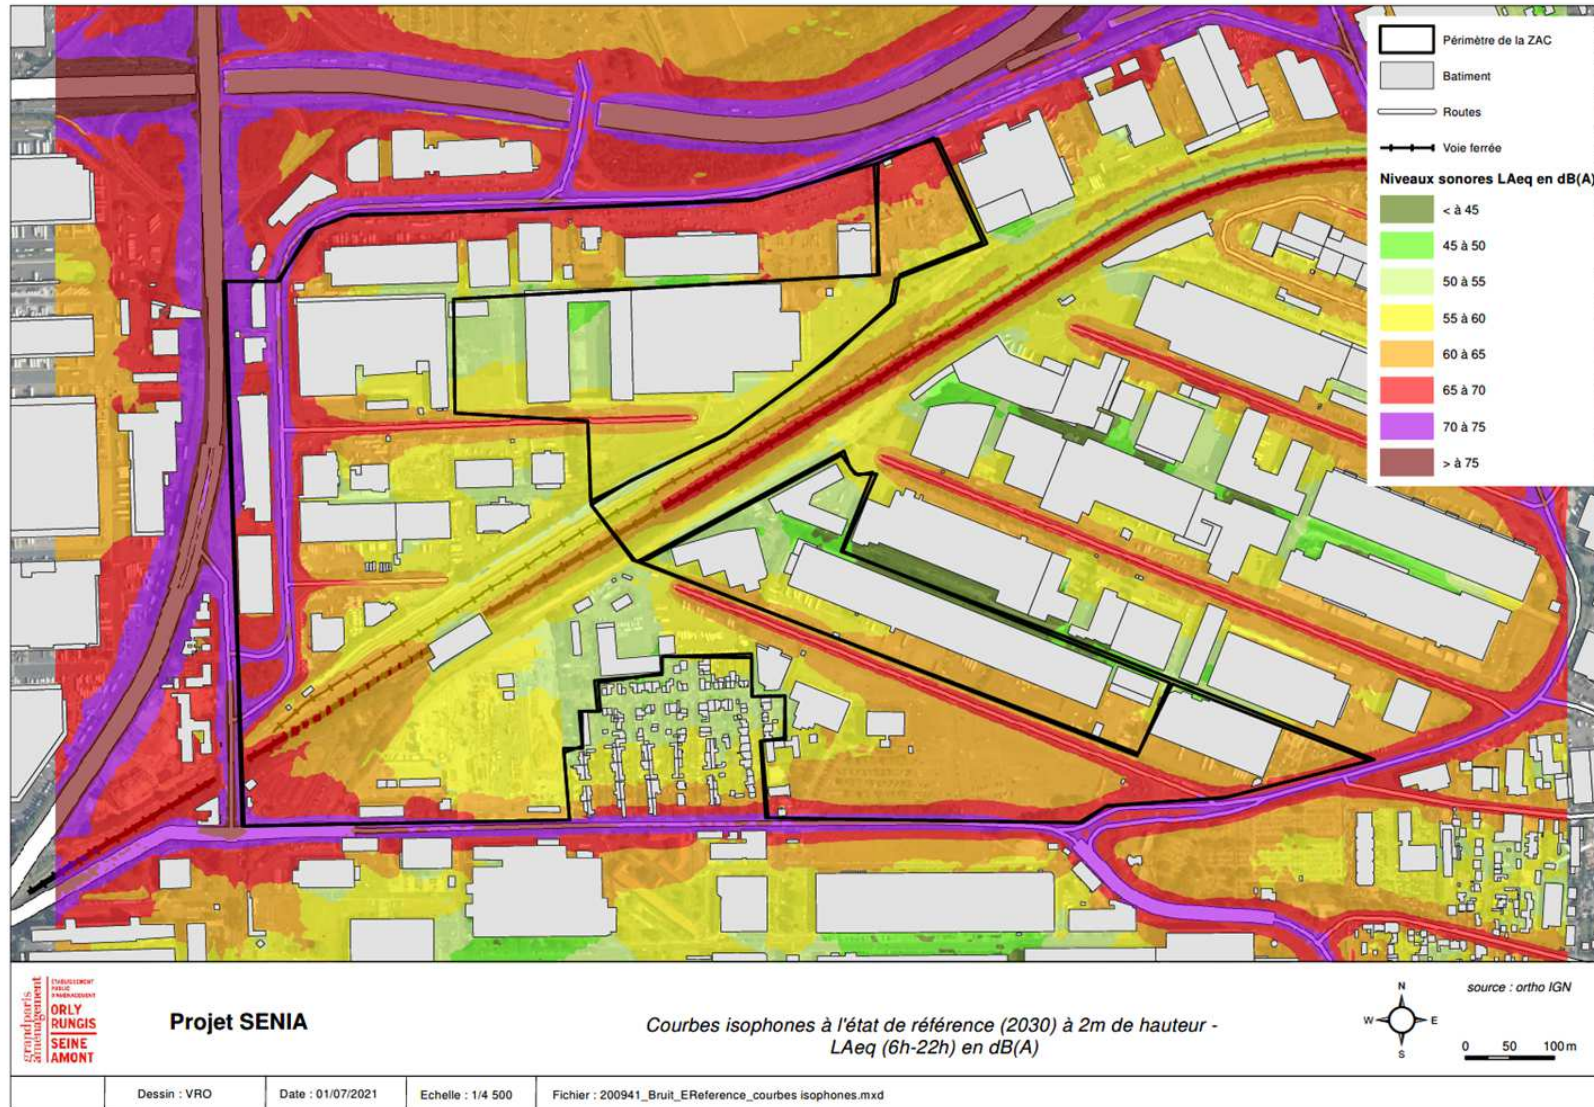 Périmètre de la ZAC
Batiment
Routes
Voie ferrée
Niveaux sonores LAeq en dB(A)
< à 45
45 à 50
50 à 55
55 à 60
60 à 65
65 à 70
70 à 75
> à 75
grandparis
aménagement
ÉTABLISSEMENT
PUBLIC
D'AMÉNAGEMENT
ORLY
RUNGIS
SEINE
AMONT
Projet SENIA
Courbes isophones à l'état de référence (2030) à 2m de hauteur -
LAeq (6h-22h) en dB(A)
N
W
E
S
source : ortho IGN
0 50 100 m
Dessin : VRO
Date : 01/07/2021
Echelle : 1/4 500
Fichier : 200941_Bruit_EReference_courbes isophones.mxd